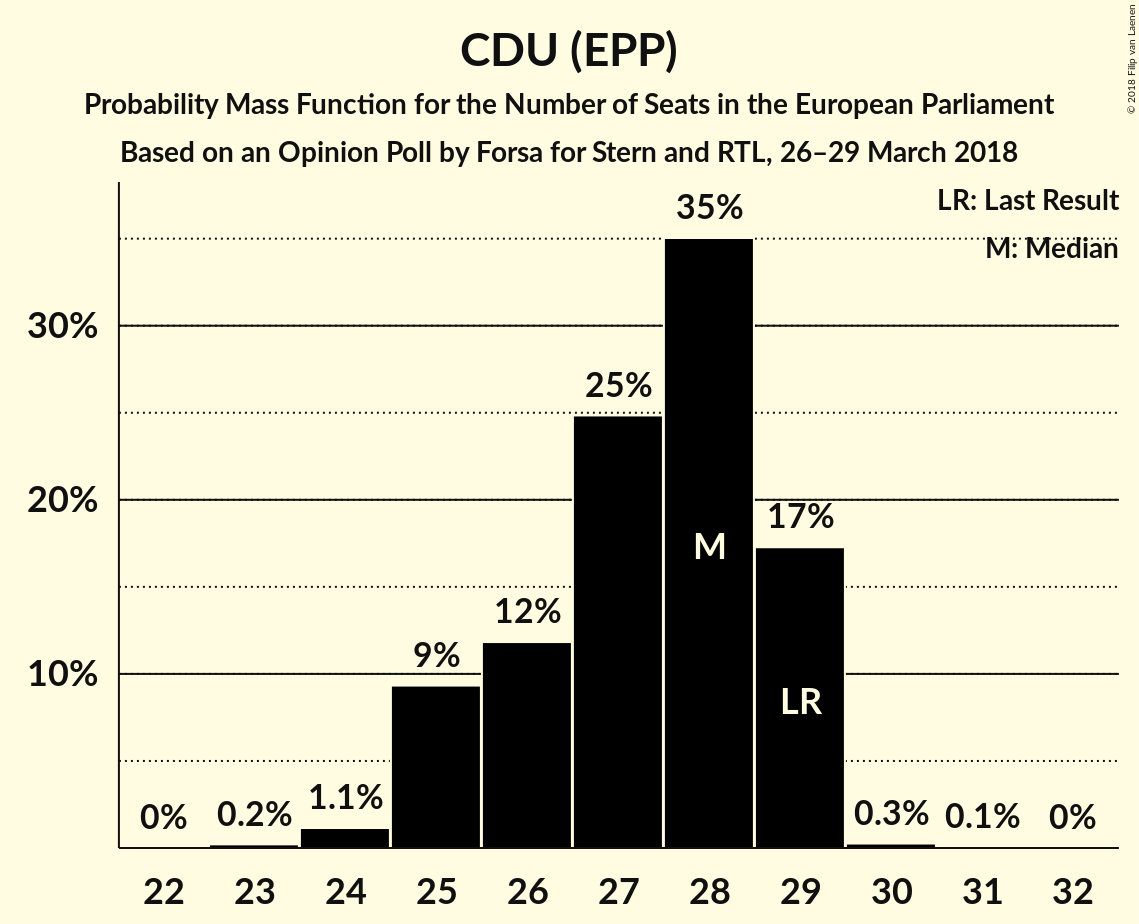 CDU (EPP)
Probability Mass Function for the Number of Seats in the European Parliament
Based on an Opinion Poll by Forsa for Stern and RTL, 26–29 March 2018
© 2018 Filip van Laenen
LR: Last Result
M: Median
35%
30%
25%
20%
17%
M
12%
9%
10%
LR
1.1%
0%
0.2%
0.3%
0.1%
0%
22 23 24 25 26 27 28 29 30 31 32